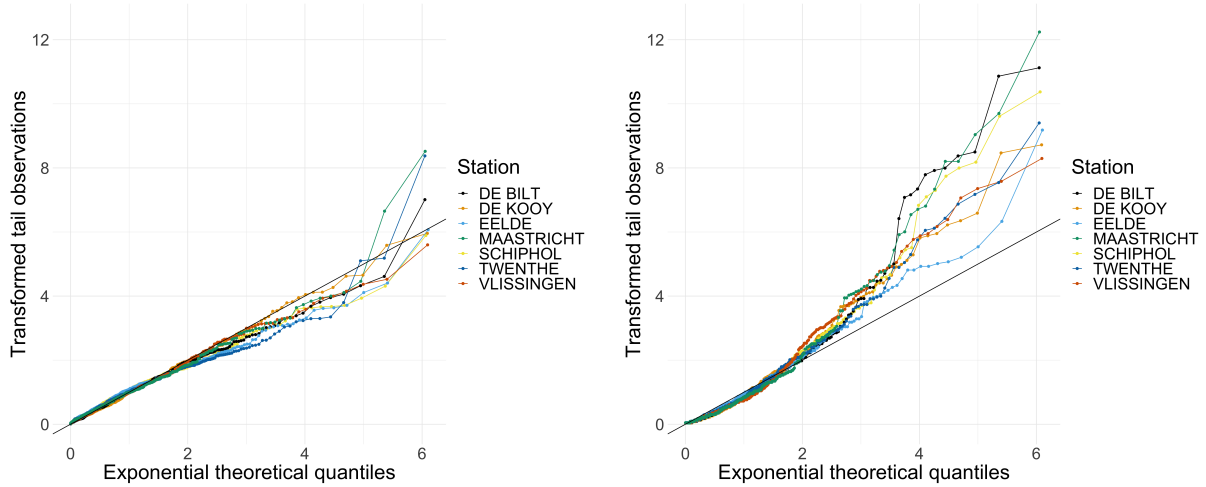 12
8
4
0
0
2
4
6
Transformed tail observations
Exponential theoretical quantiles
Station
DE BILT
DE KOOY
EELDE
MAASTRICHT
SCHIPHOL
TWENTHE
VLISSINGEN
12
8
4
0
0
2
4
6
Transformed tail observations
Exponential theoretical quantiles
Station
DE BILT
DE KOOY
EELDE
MAASTRICHT
SCHIPHOL
TWENTHE
VLISSINGEN